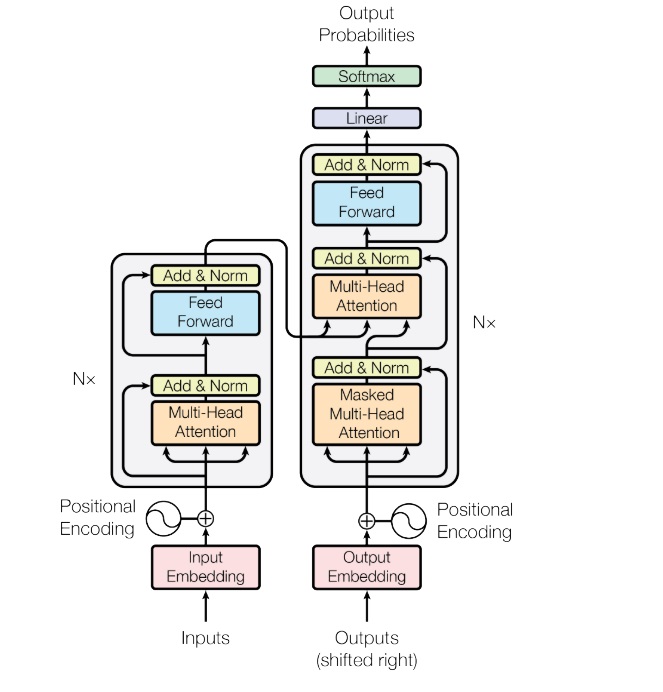 Output
Probabilities
Softmax
Linear
Add & Norm
Feed
Forward
Add & Norm
Multi-Head
Attention
Add & Norm
Masked
Multi-Head
Attention
Nx
Add & Norm
Feed
Forward
Add & Norm
Multi-Head
Attention
Nx
Positional
Encoding
Positional
Encoding
Input
Embedding
Output
Embedding
Inputs
Outputs
(shifted right)